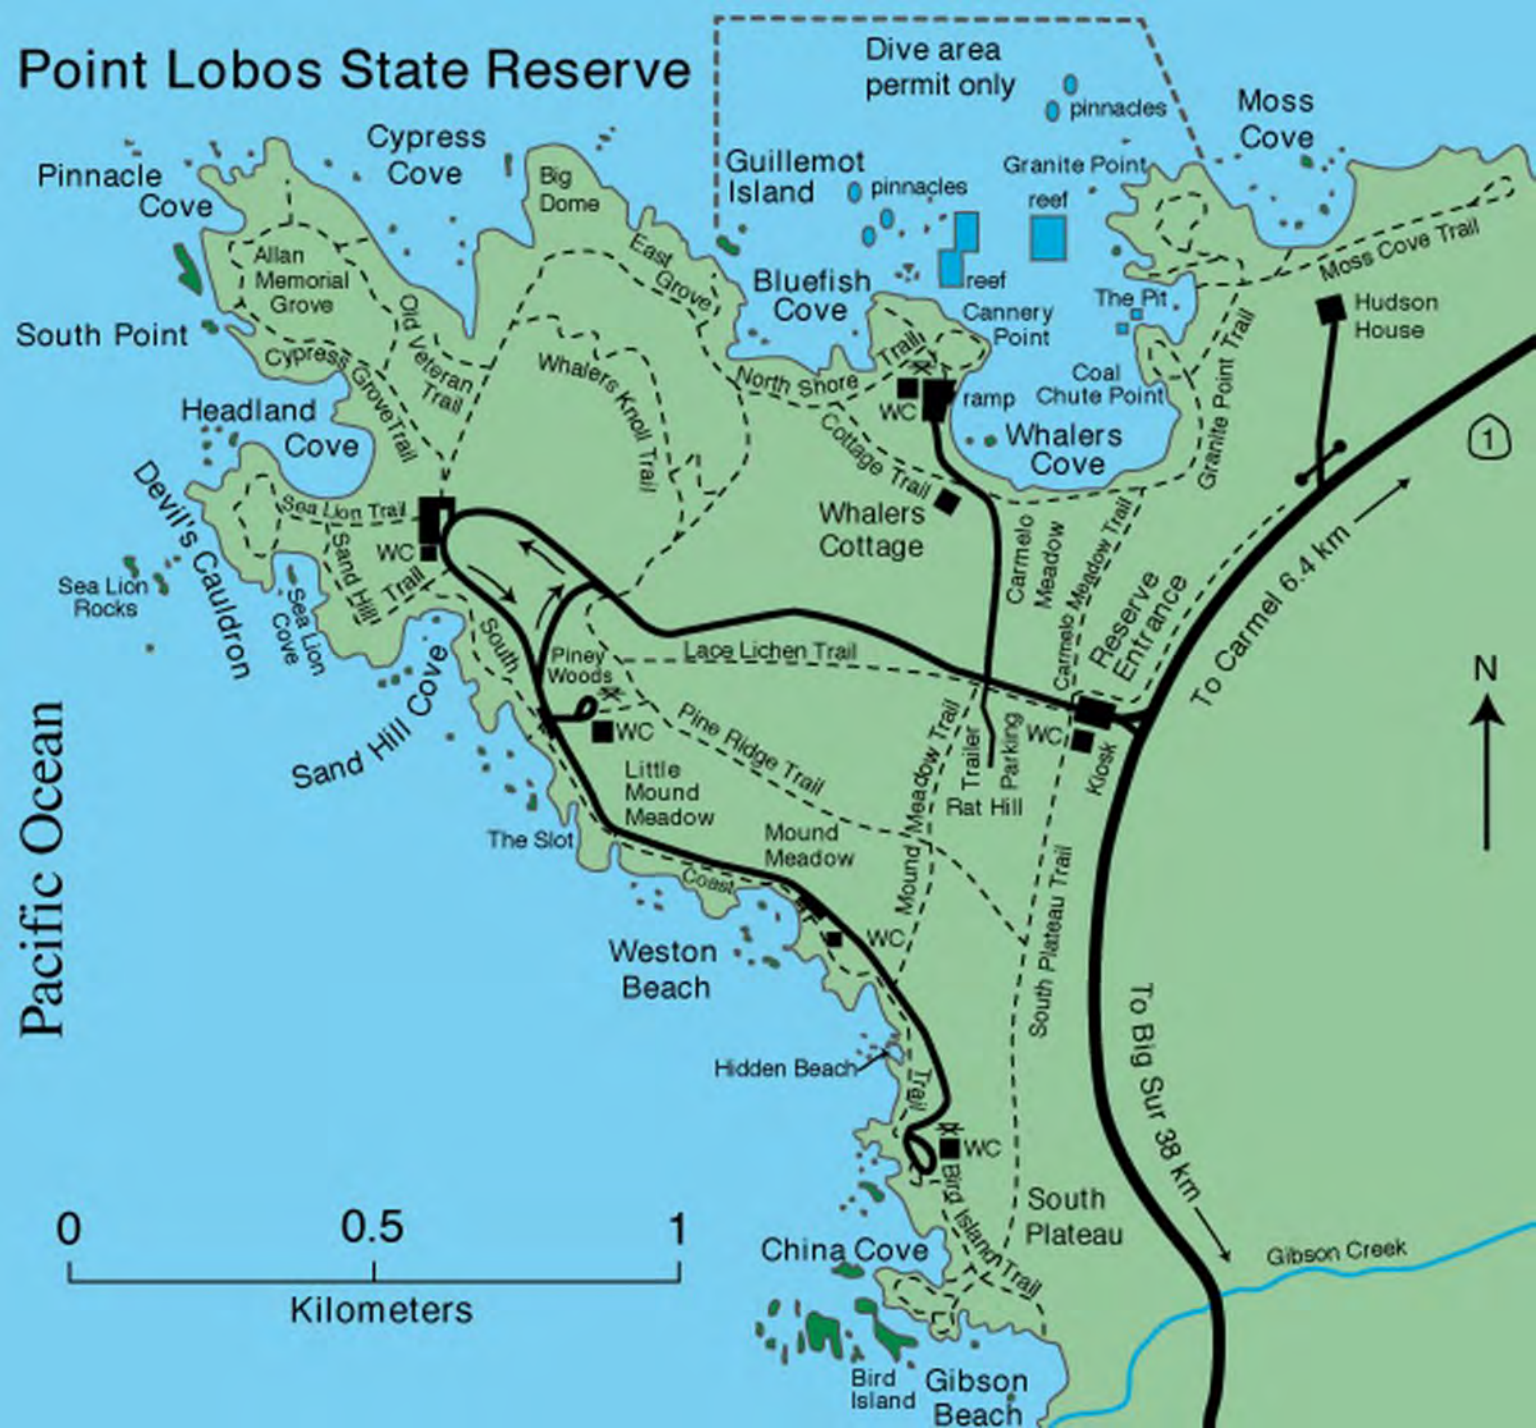 Point Lobos State Reserve
Dive area
permit only
pinnacles
Moss
Cove
Cypress
Cove
Pinnacle
Cove
Big
Dome
Guillemot
Island
pinnacles
Granite Point
reef
reef
Allan
Memorial
Grove
East
Grove
Bluefish
Cove
Moss Cove Trail
The Pit
Hudson
House
South Point
Old Veteran
Trail
Cypress Grove Trail
Whalers Knoll Trail
North Shore
Trail
Cannery
Point
Coal
Chute Point
Granite Point Trail
WC
ramp
Headland
Cove
Whalers
Cove
1
Cottage Trail
Whalers
Cottage
Devil's Cauldron
Sea Lion Trail
Sand Hill
Trail
WC
Carmelo
Meadow
Carmelo Meadow Trail
Reserve
Entrance
To Carmel 6.4 km
Sea Lion
Rocks
Sea Lion
Cove
South
Piney
Woods
Lace Lichen Trail
N
Sand Hill Cove
WC
Pine Ridge Trail
Mound Meadow Trail
Trailer
Parking
WC
Kiosk
Rat Hill
Little
Mound
Meadow
The Slot
Mound
Meadow
Pacific Ocean
Coast
South Plateau Trail
WC
Weston
Beach
Hidden Beach
Trail
To Big Sur 38 km
WC
Bird Island Trail
South
Plateau
0
0.5
1
Kilometers
China Cove
Gibson Creek
Bird
Island
Gibson
Beach